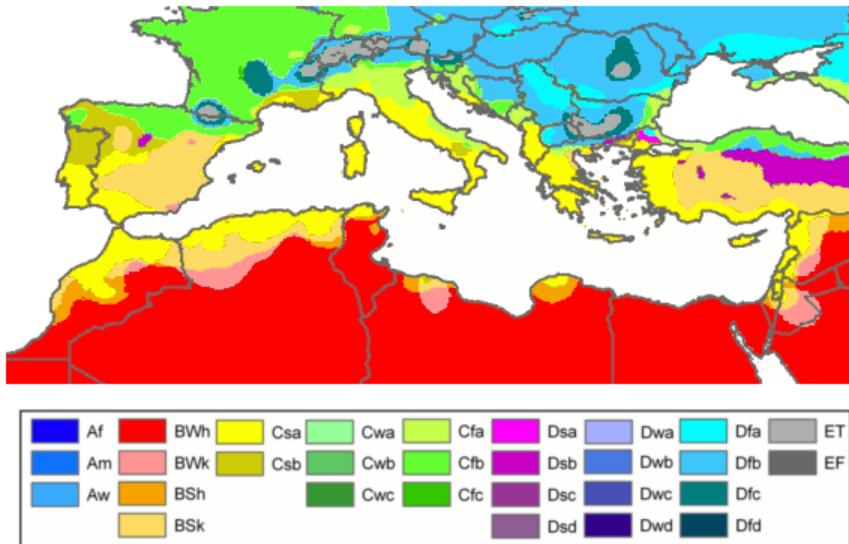 Af BWh Csa Cwa Cfa Dsa Dwa Dfa ET
Am BWk Csb Cwb Cfb Dsb Dwb Dfb EF
Aw BSh Cwc Cfc Dsc Dwc Dfc
BSk Dsd Dwd Dfd